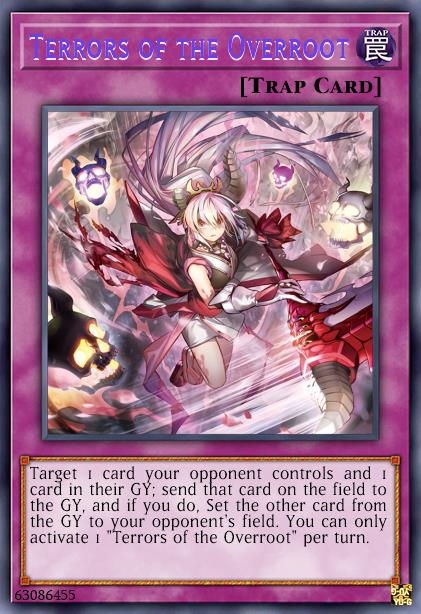 Terrors of the Overroot
TRAP
罠
[Trap Card]
Target 1 card your opponent controls and 1
card in their GY; send that card on the field to
the GY, and if you do, Set the other card from
the GY to your opponent's field. You can only
activate 1 "Terrors of the Overroot" per turn.
63086455